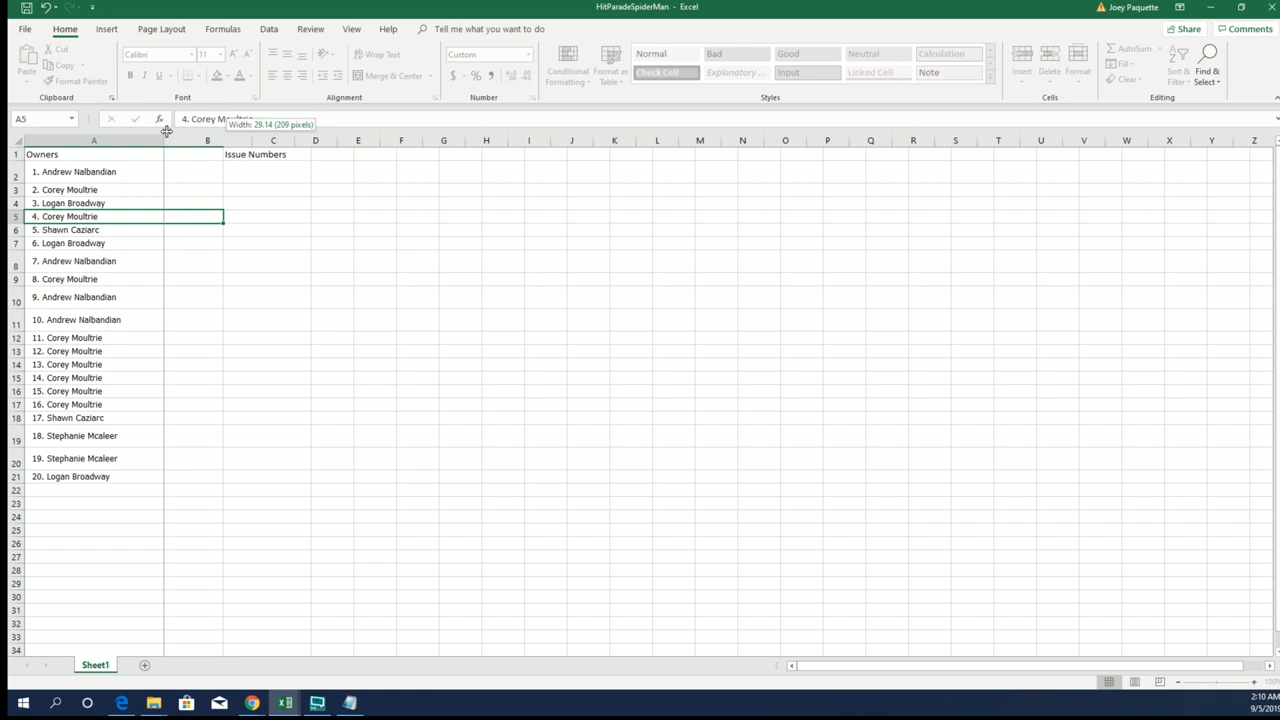 HitParadeSpiderMan - Excel
Joey Paquette
File Home Insert Page Layout Formulas Data Review View Help Tell me what you want to do
Share Comments
Paste
Cut
Copy
Format Painter
Clipboard
Calibri 11
B I U
Font
Wrap Text
Merge & Center
Alignment
Custom
$ % ,
Number
Conditional Formatting
Format as Table
Normal Bad Good Neutral Calculation
Check Cell Explanatory ... Input Linked Cell Note
Styles
Insert Delete Format
Cells
AutoSum
Fill
Clear
Sort & Filter
Find & Select
Editing
A5
fx
4. Corey Moultrie
Width: 29.14 (209 pixels)
A B C D E F G H I J K L M N O P Q R S T U V W X Y Z
1 Owners Issue Numbers
2 1. Andrew Nalbandian
3 2. Corey Moultrie
4 3. Logan Broadway
5 4. Corey Moultrie
6 5. Shawn Caziarc
7 6. Logan Broadway
8 7. Andrew Nalbandian
9 8. Corey Moultrie
10 9. Andrew Nalbandian
11 10. Andrew Nalbandian
12 11. Corey Moultrie
13 12. Corey Moultrie
14 13. Corey Moultrie
15 14. Corey Moultrie
16 15. Corey Moultrie
17 16. Corey Moultrie
18 17. Shawn Caziarc
19 18. Stephanie Mcaleer
20 19. Stephanie Mcaleer
21 20. Logan Broadway
22
23
24
25
26
27
28
29
30
31
32
33
34
Sheet1
100%
2:10 AM
9/5/2019